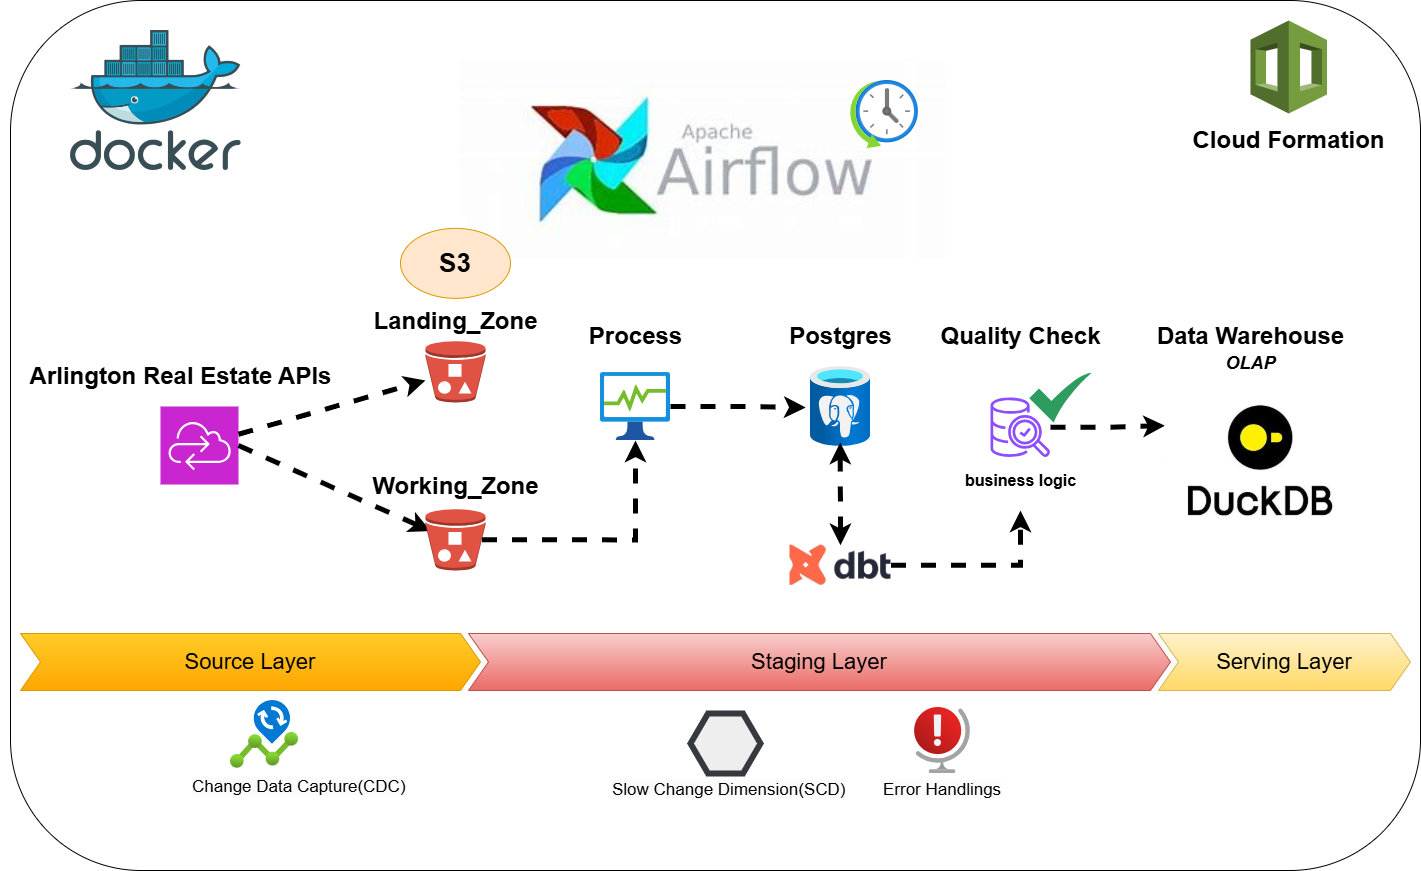 docker
Apache
Airflow
Cloud Formation
S3
Landing_Zone
Process
Postgres
Quality Check
Data Warehouse
OLAP
Arlington Real Estate APIs
Working_Zone
business logic
DuckDB
dbt
Source Layer
Staging Layer
Serving Layer
Change Data Capture(CDC)
Slow Change Dimension(SCD)
Error Handlings